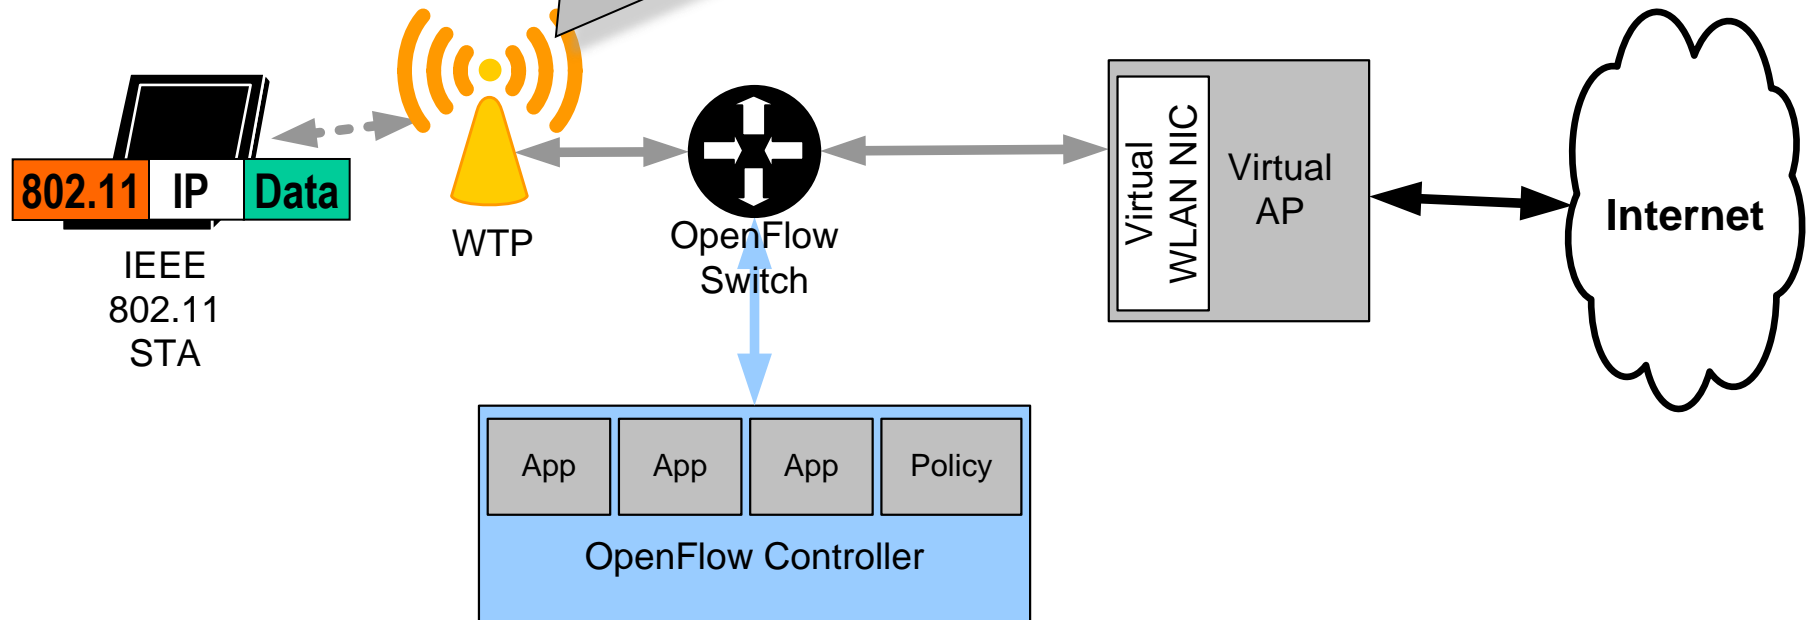 802.11 IP Data
IEEE
802.11
STA
WTP
OpenFlow
Switch
Virtual
WLAN NIC
Virtual
AP
Internet
App App App Policy
OpenFlow Controller